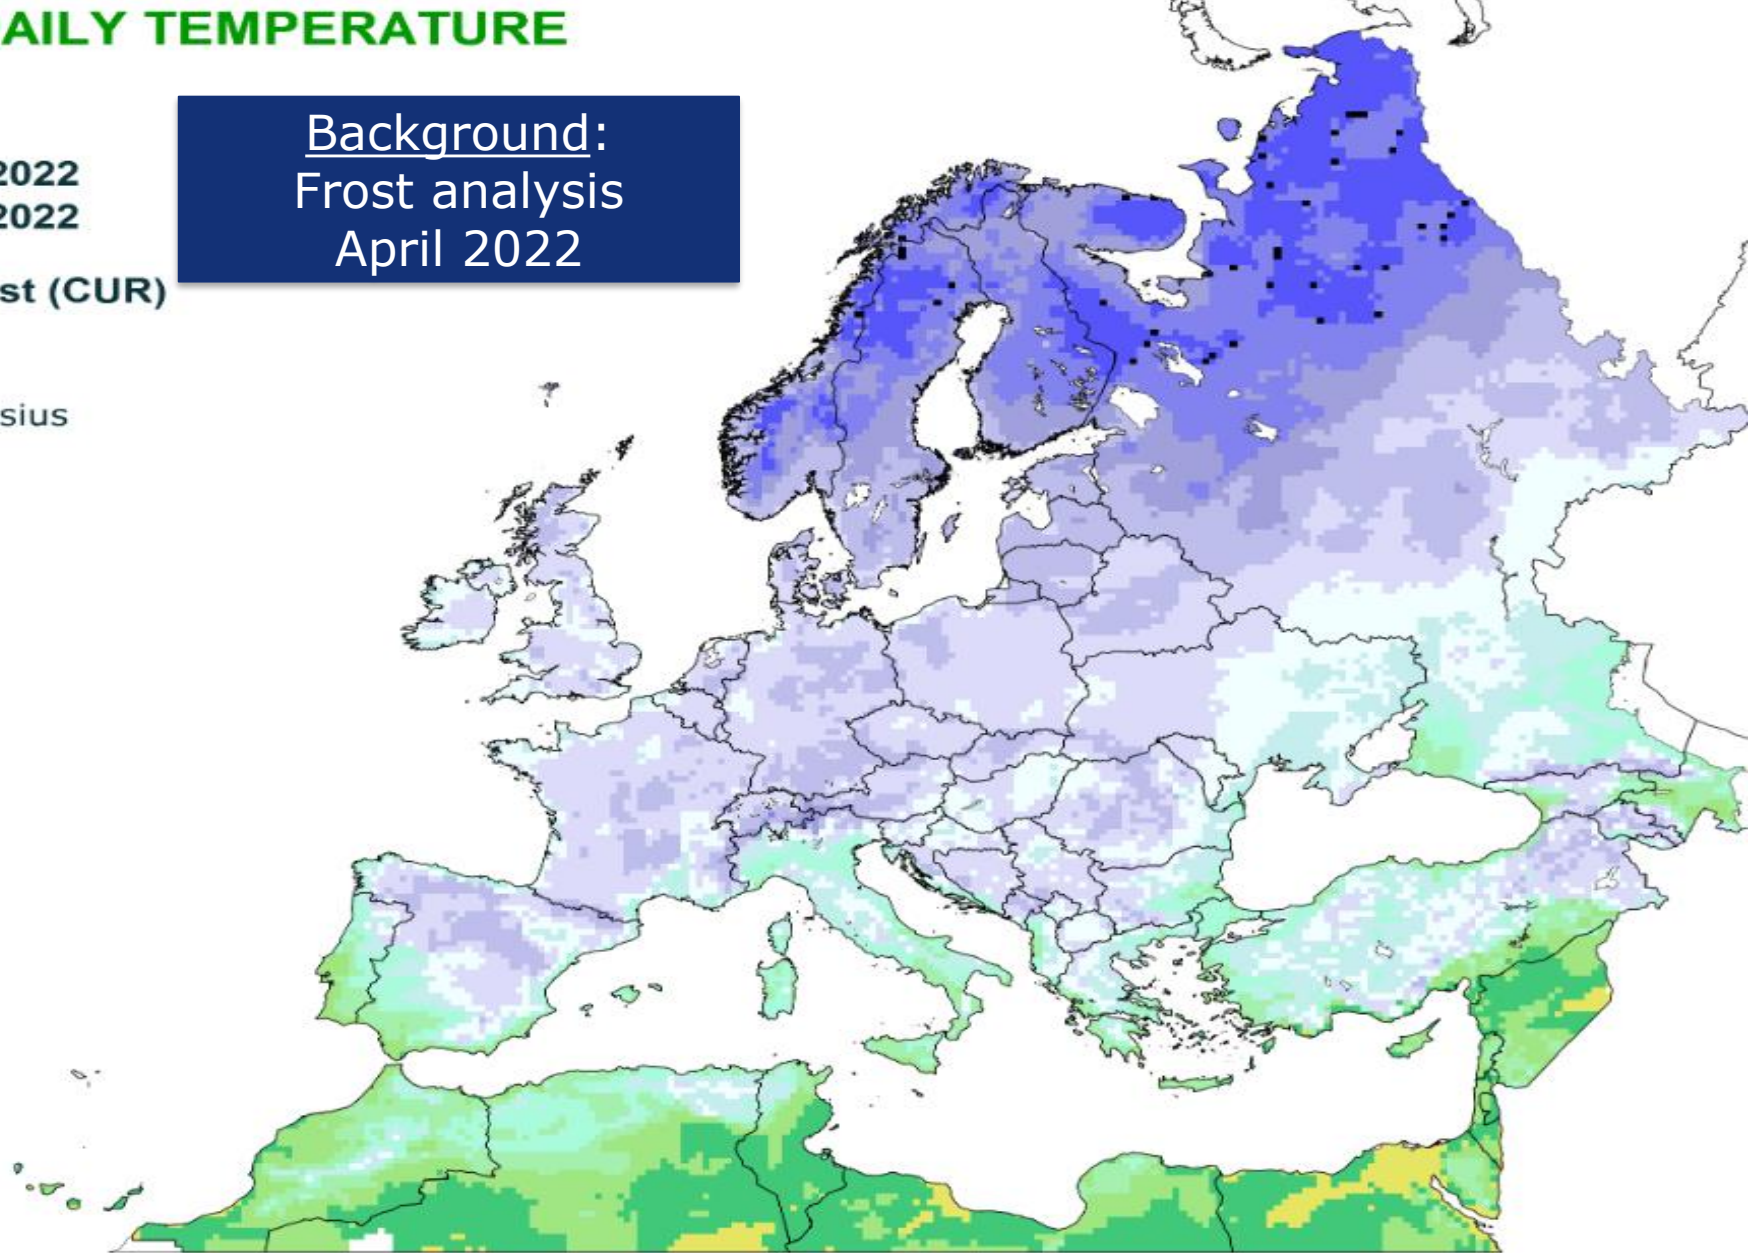 AILY TEMPERATURE
Background:
Frost analysis
April 2022
2022
2022
st (CUR)
sius